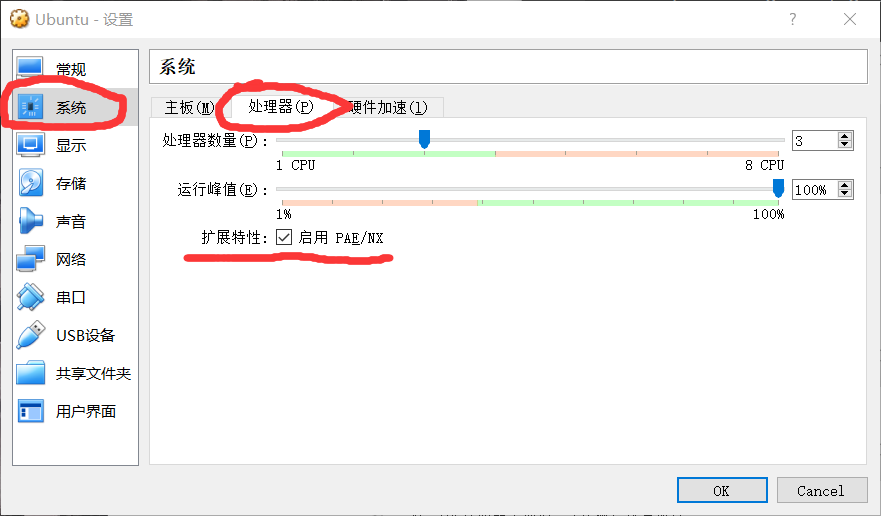 Ubuntu - 设置
?
常规
系统
显示
存储
声音
网络
串口
USB设备
共享文件夹
用户界面
系统
主板(M)
处理器(P)
硬件加速(l)
处理器数量(P):
3
1 CPU
8 CPU
运行峰值(E):
100%
1%
100%
扩展特性:
启用 PAE/NX
OK
Cancel